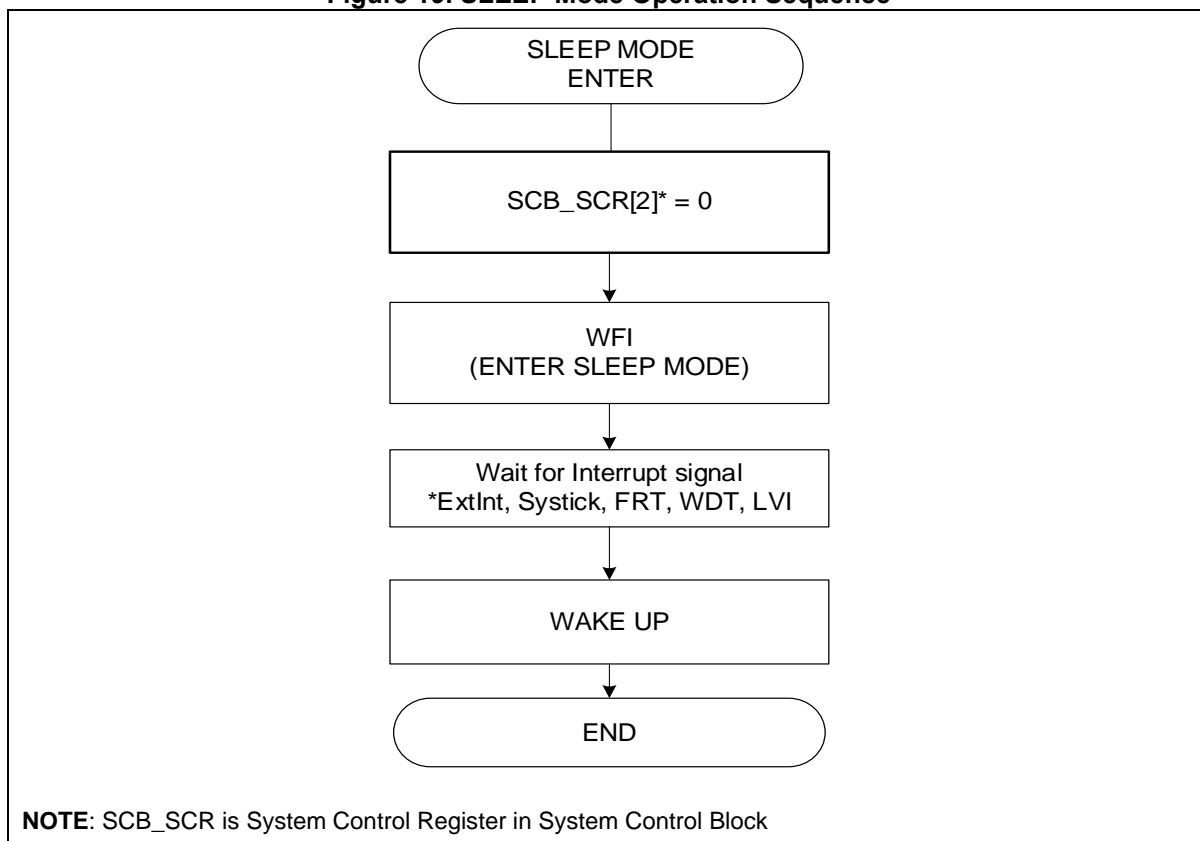 SLEEP MODE
ENTER
SCB_SCR[2]* = 0
WFI
(ENTER SLEEP MODE)
Wait for Interrupt signal
*ExtInt, Systick, FRT, WDT, LVI
WAKE UP
END
NOTE: SCB_SCR is System Control Register in System Control Block